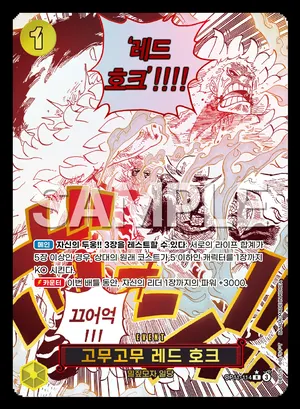 1
'레드
호크'!!!!
SAMPLE
메인 자신의 두웅!! 3장을 레스트할 수 있다: 서로의 라이프 합계가
5장 이상인 경우, 상대의 원래 코스트가 5 이하인 캐릭터를 1장까지
KO 시킨다.
카운터 이번 배틀 동안, 자신의 리더 1장까지의 파워 +3000.
끄어억
!!!
EVENT
고무고무 레드 호크
밀짚모자 일당